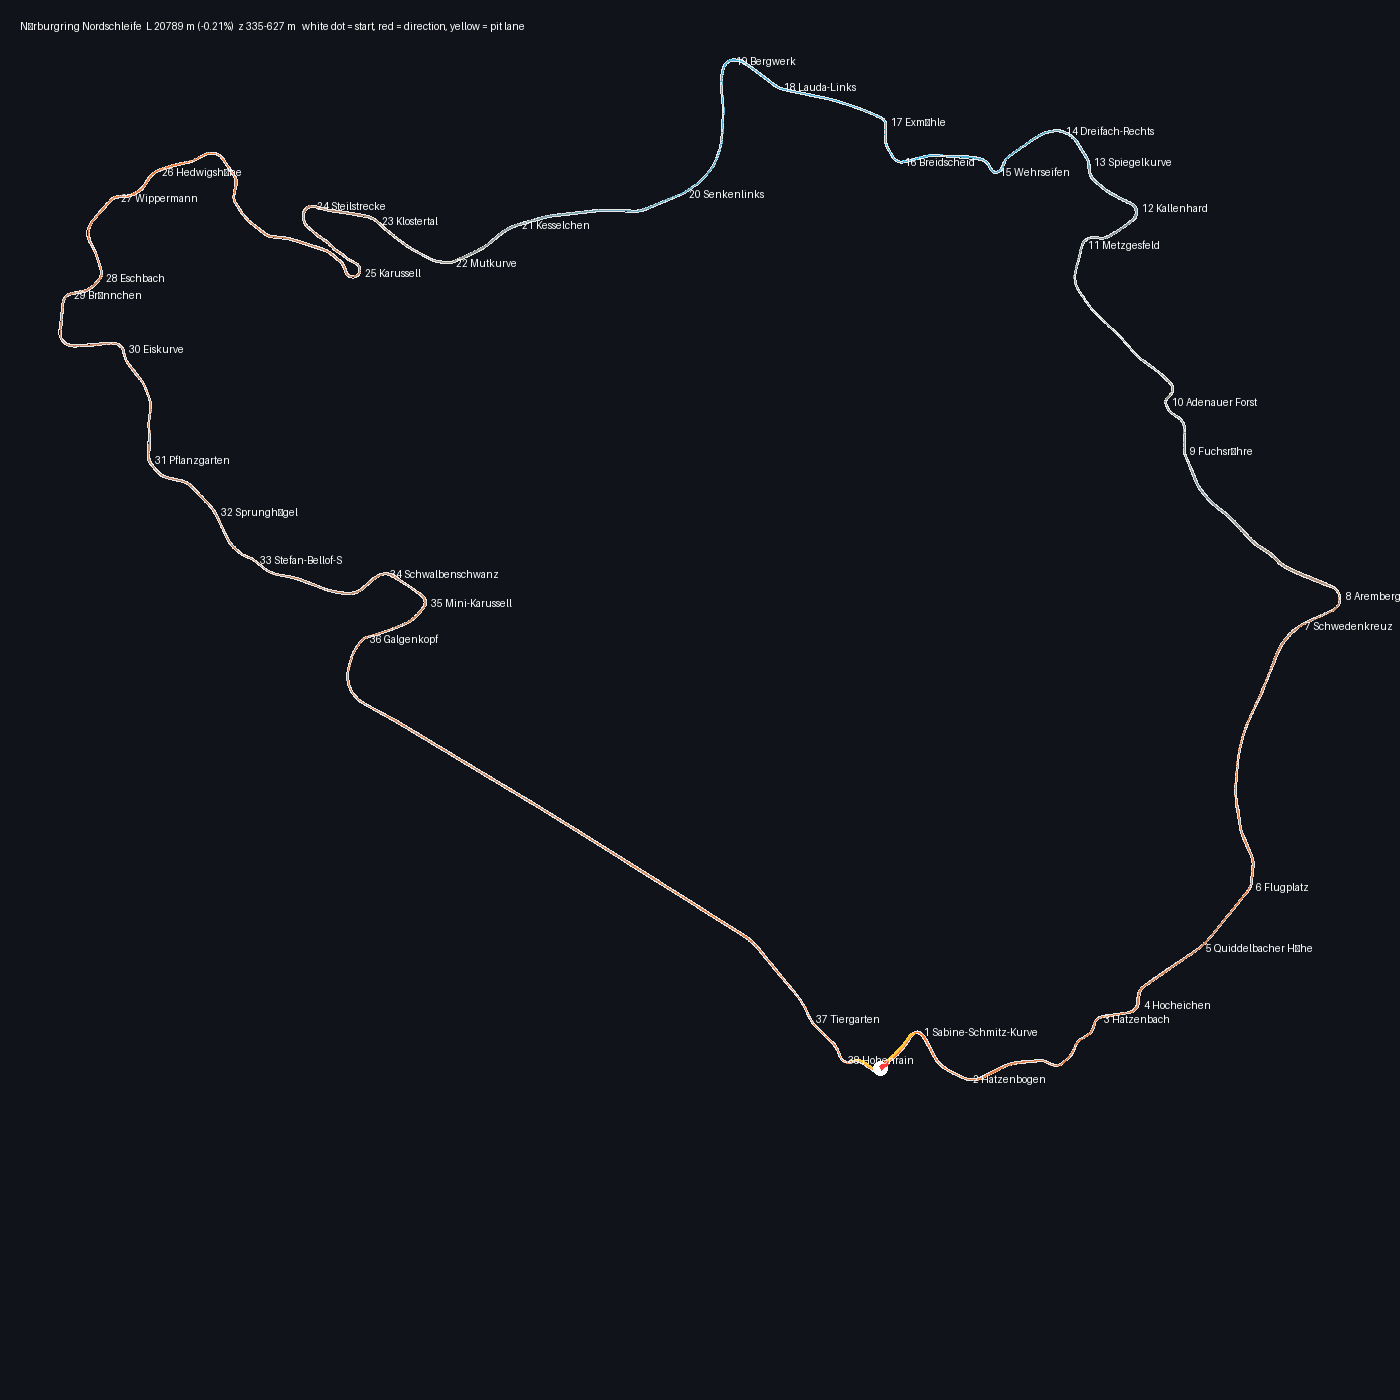 N□rburgring Nordschleife L 20789 m (-0.21%) z 335-627 m white dot = start, red = direction, yellow = pit lane
1 Sabine-Schmitz-Kurve
2 Hatzenbogen
3 Hatzenbach
4 Hocheichen
5 Quiddelbacher H□he
6 Flugplatz
7 Schwedenkreuz
8 Aremberg
9 Fuchsr□hre
10 Adenauer Forst
11 Metzgesfeld
12 Kallenhard
13 Spiegelkurve
14 Dreifach-Rechts
15 Wehrseifen
16 Breidscheid
17 Exm□hle
18 Lauda-Links
19 Bergwerk
20 Senkenlinks
21 Kesselchen
22 Mutkurve
23 Klostertal
24 Steilstrecke
25 Karussell
26 Hedwigsh□he
27 Wippermann
28 Eschbach
29 Br□nnchen
30 Eiskurve
31 Pflanzgarten
32 Sprungh□gel
33 Stefan-Bellof-S
34 Schwalbenschwanz
35 Mini-Karussell
36 Galgenkopf
37 Tiergarten
38 Hohenrain